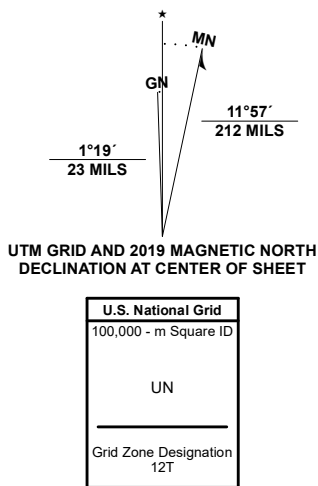 ★
MN
GN
11°57´
212 MILS
1°19´
23 MILS
UTM GRID AND 2019 MAGNETIC NORTH
DECLINATION AT CENTER OF SHEET
U.S. National Grid
100,000 - m Square ID
UN
Grid Zone Designation
12T